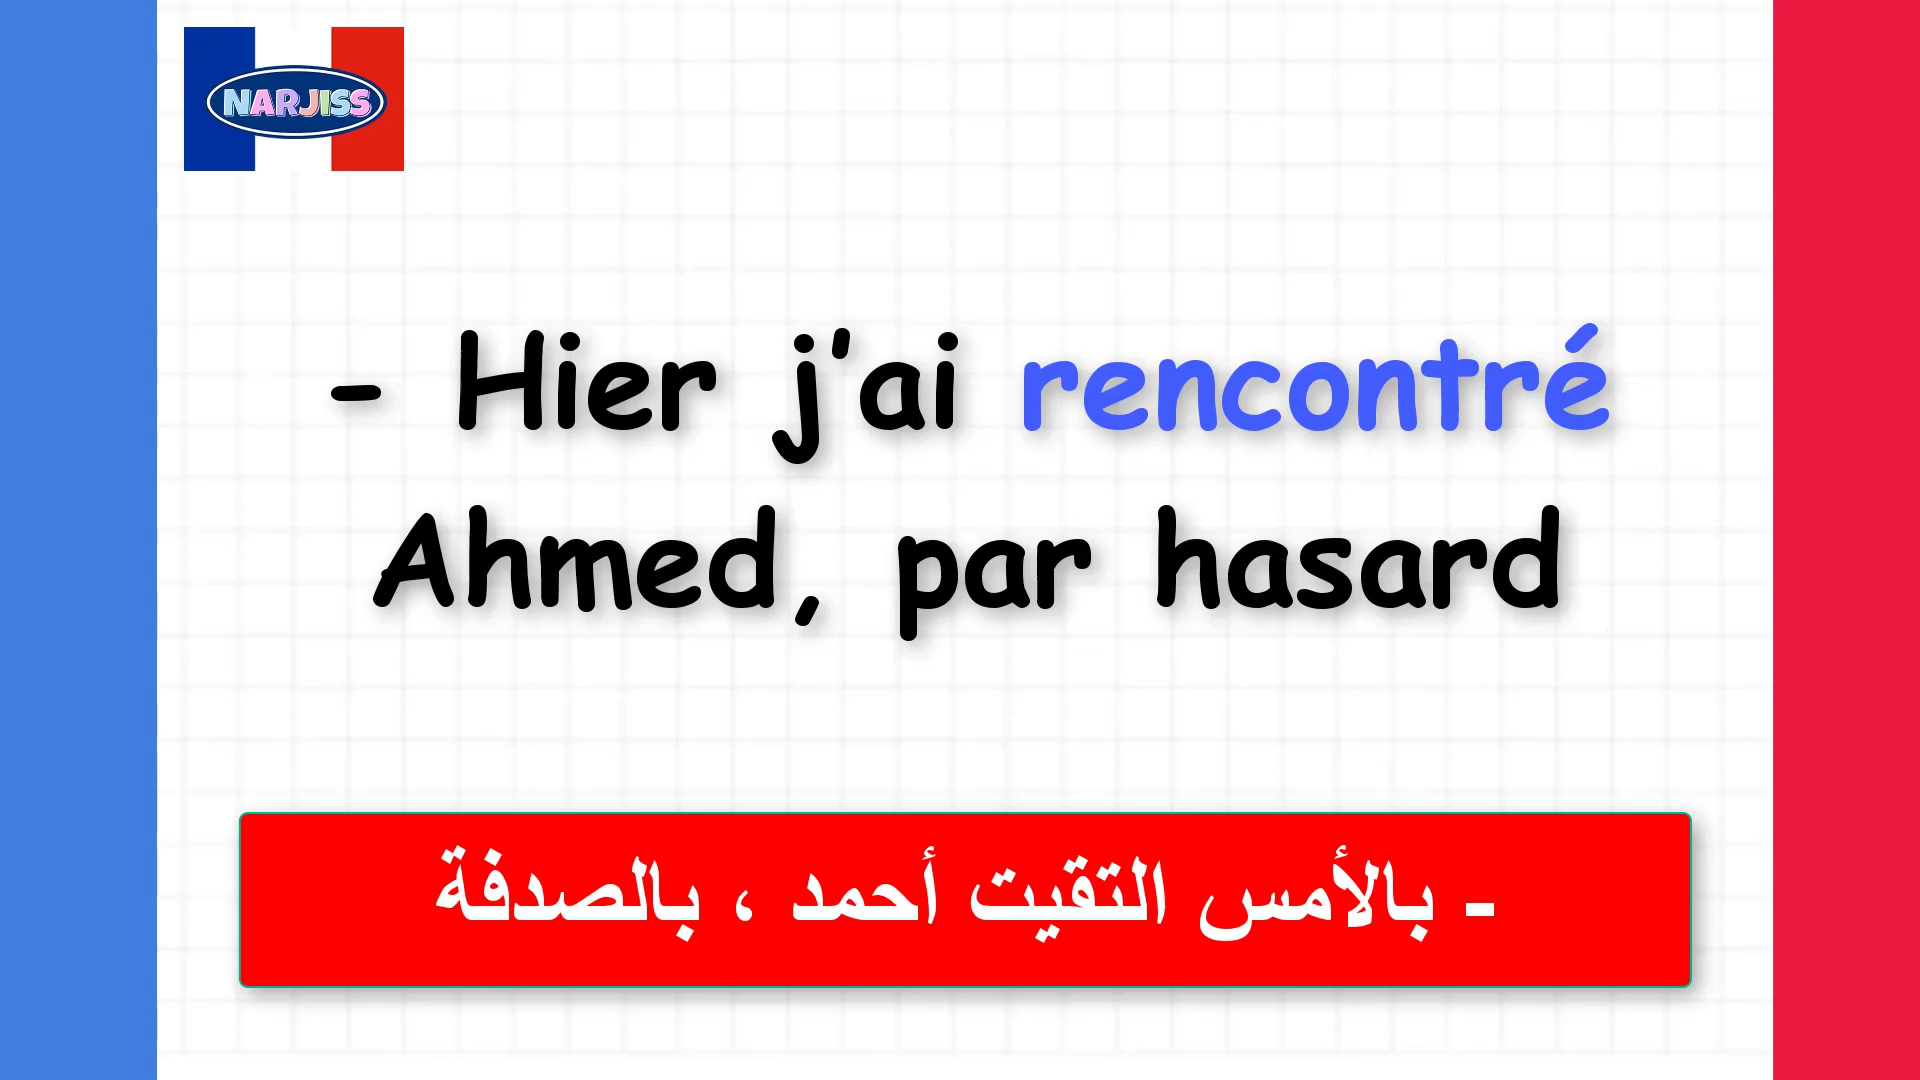 NARJISS
- Hier j’ai rencontré
Ahmed, par hasard
- بالأمس التقيت أحمد ، بالصدفة